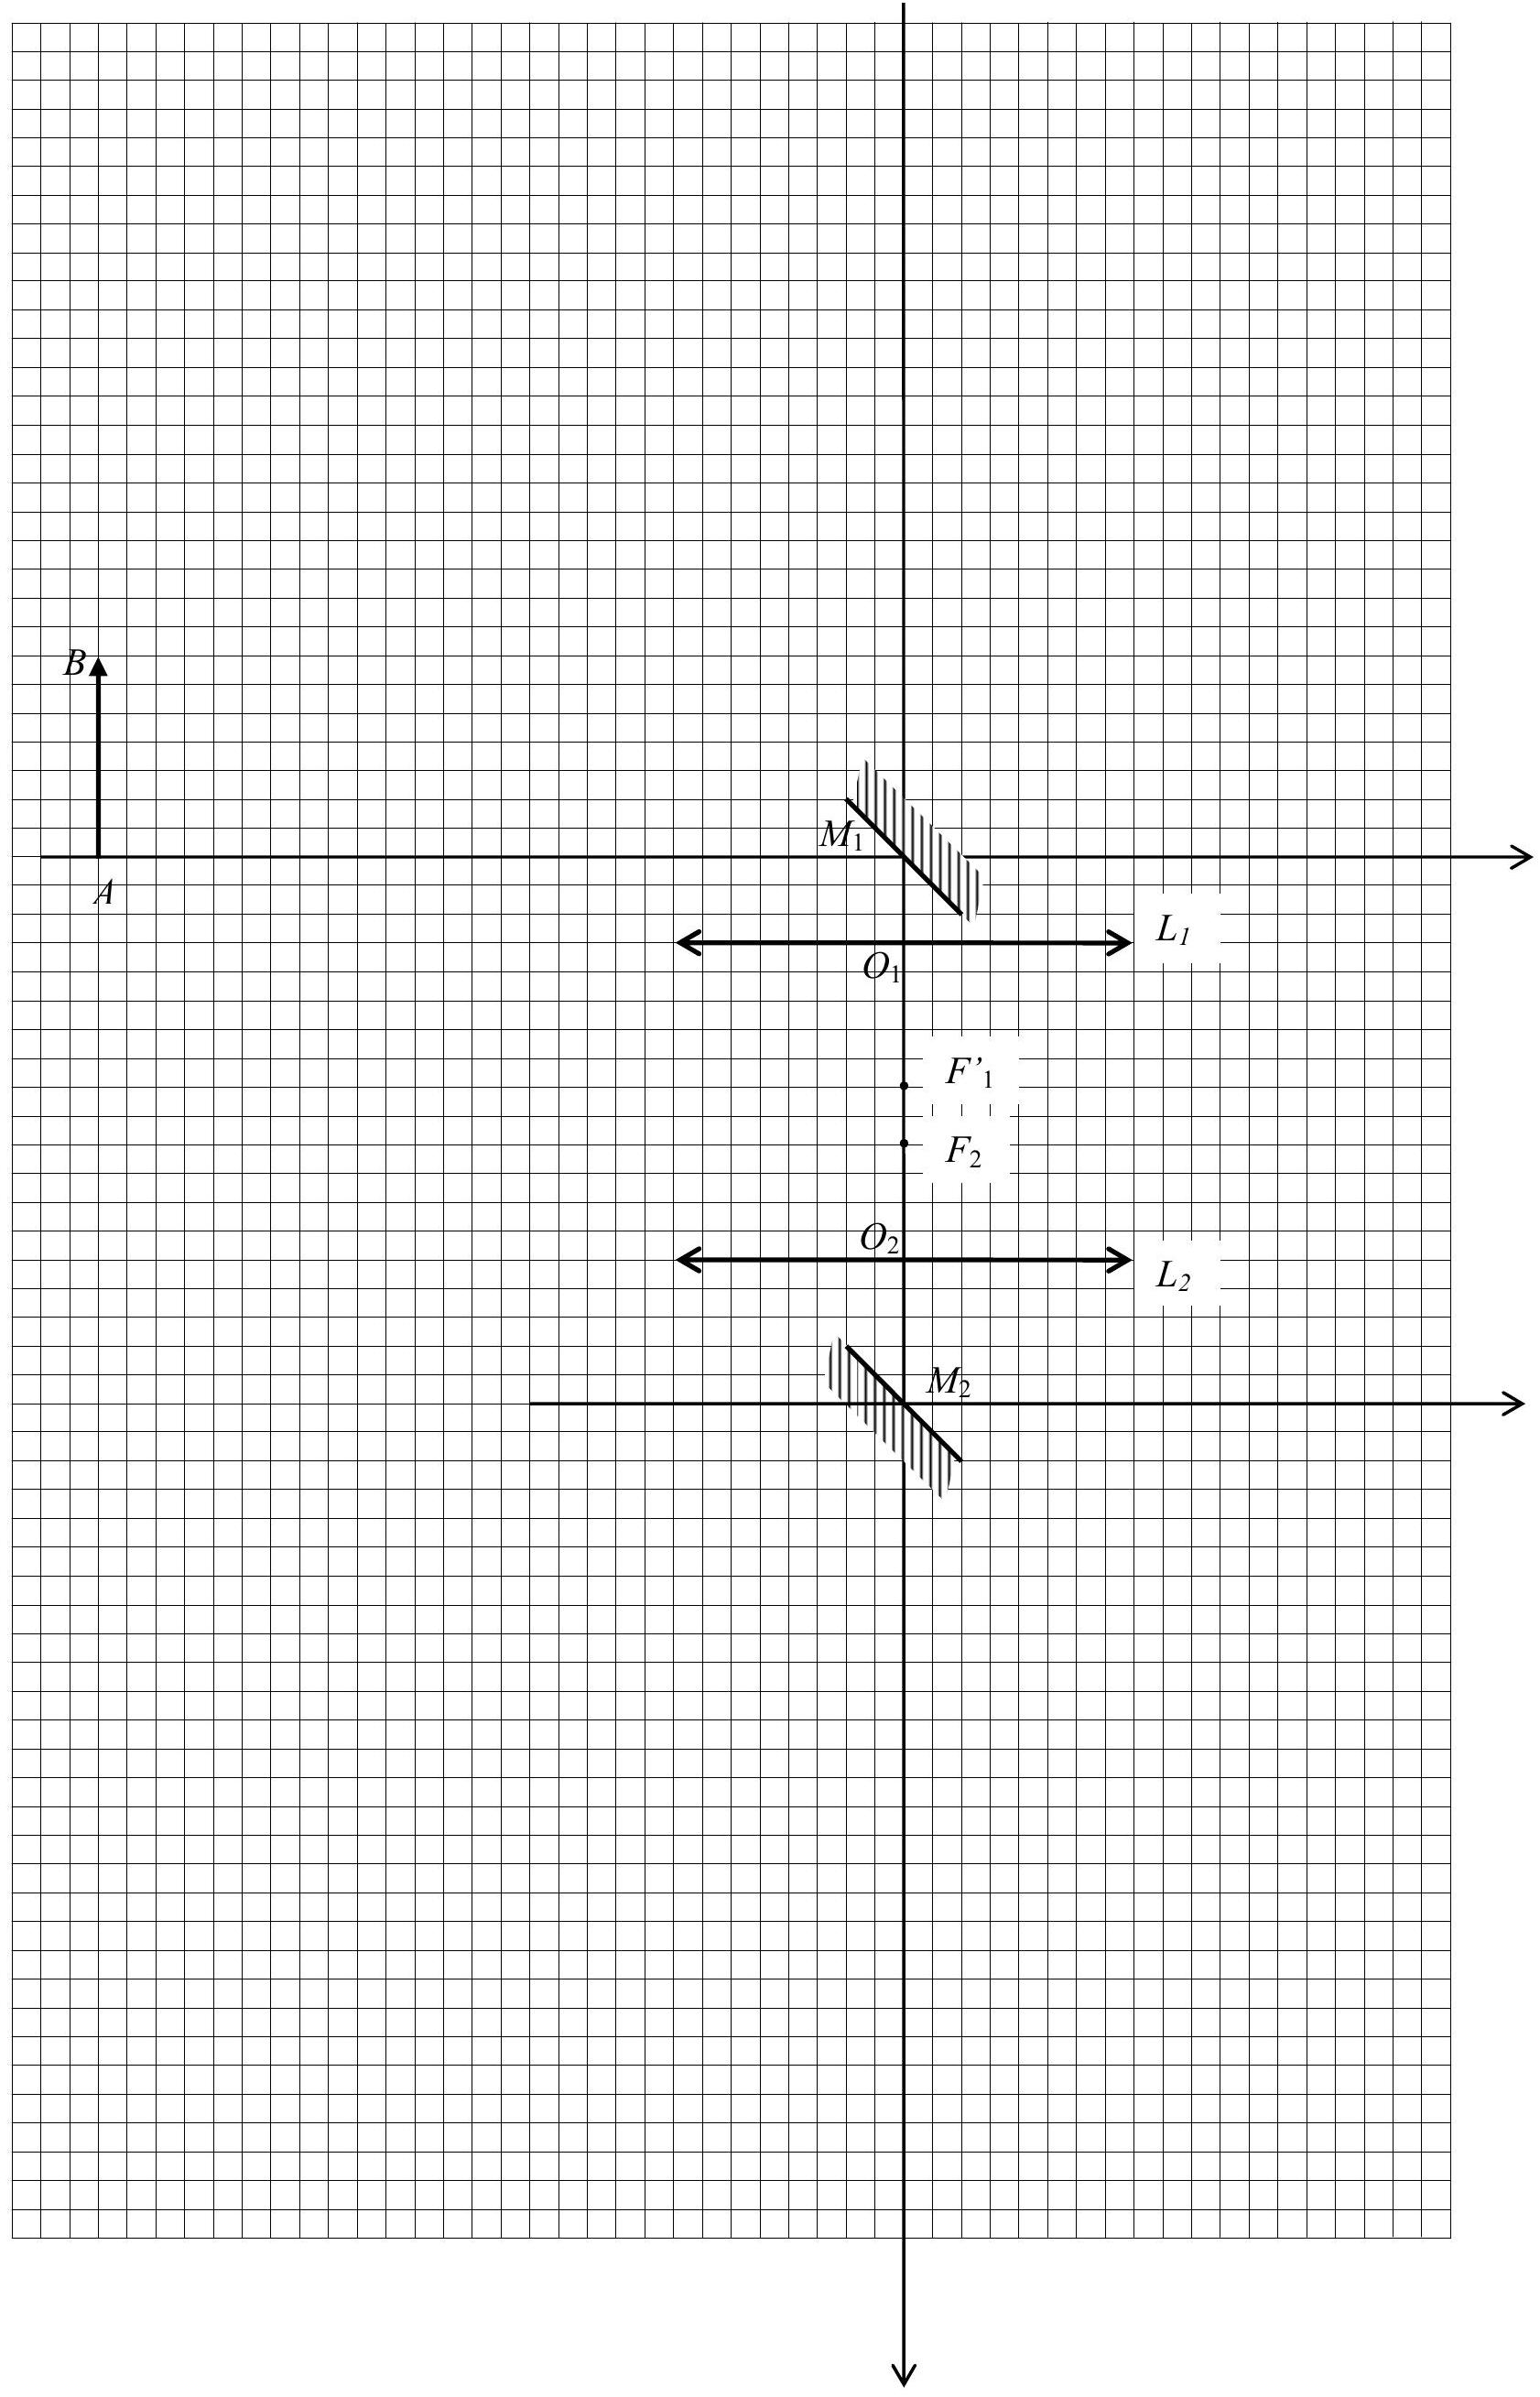 B
M₁
A
L₁
O₁
F’₁
F₂
O₂
L₂
M₂